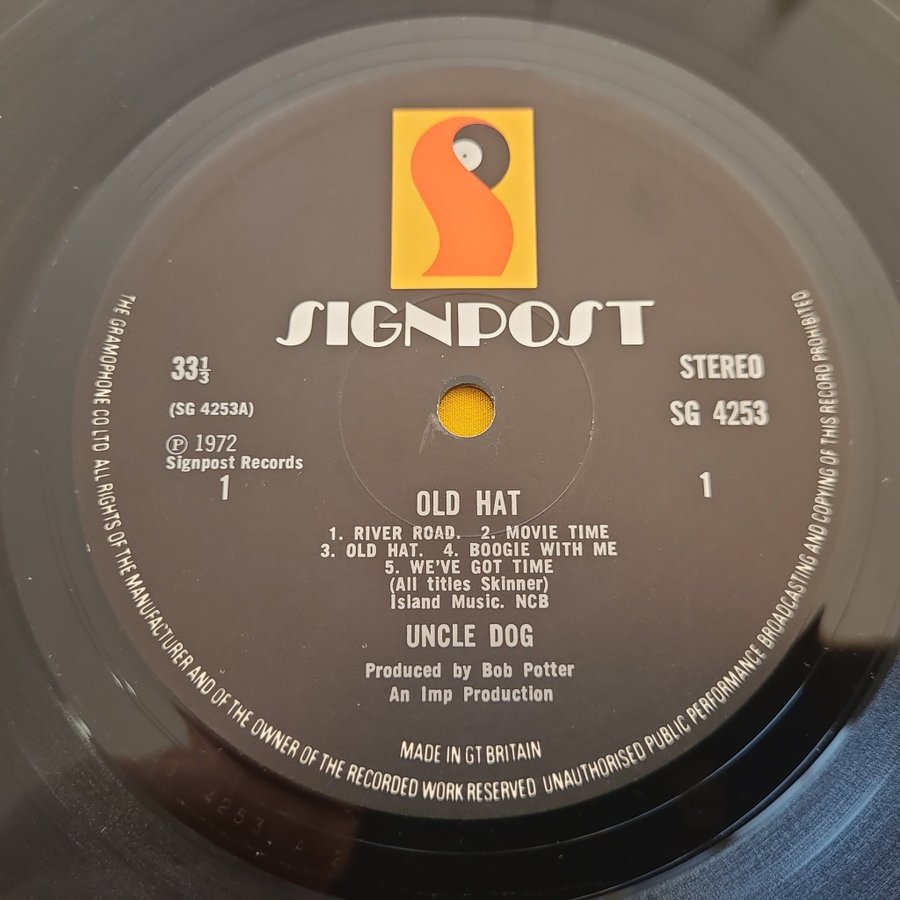 SIGNPOST
33⅓
STEREO
(SG 4253A)
SG 4253
Ⓟ 1972
Signpost Records
1
1
OLD HAT
1. RIVER ROAD. 2. MOVIE TIME
3. OLD HAT. 4. BOOGIE WITH ME
5. WE'VE GOT TIME
(All titles Skinner)
Island Music. NCB
UNCLE DOG
Produced by Bob Potter
An Imp Production
MADE IN GT BRITAIN
THE GRAMOPHONE CO LTD ALL RIGHTS OF THE MANUFACTURER AND OF THE OWNER OF THE RECORDED WORK RESERVED UNAUTHORISED PUBLIC PERFORMANCE BROADCASTING AND COPYING OF THIS RECORD PROHIBITED
4253